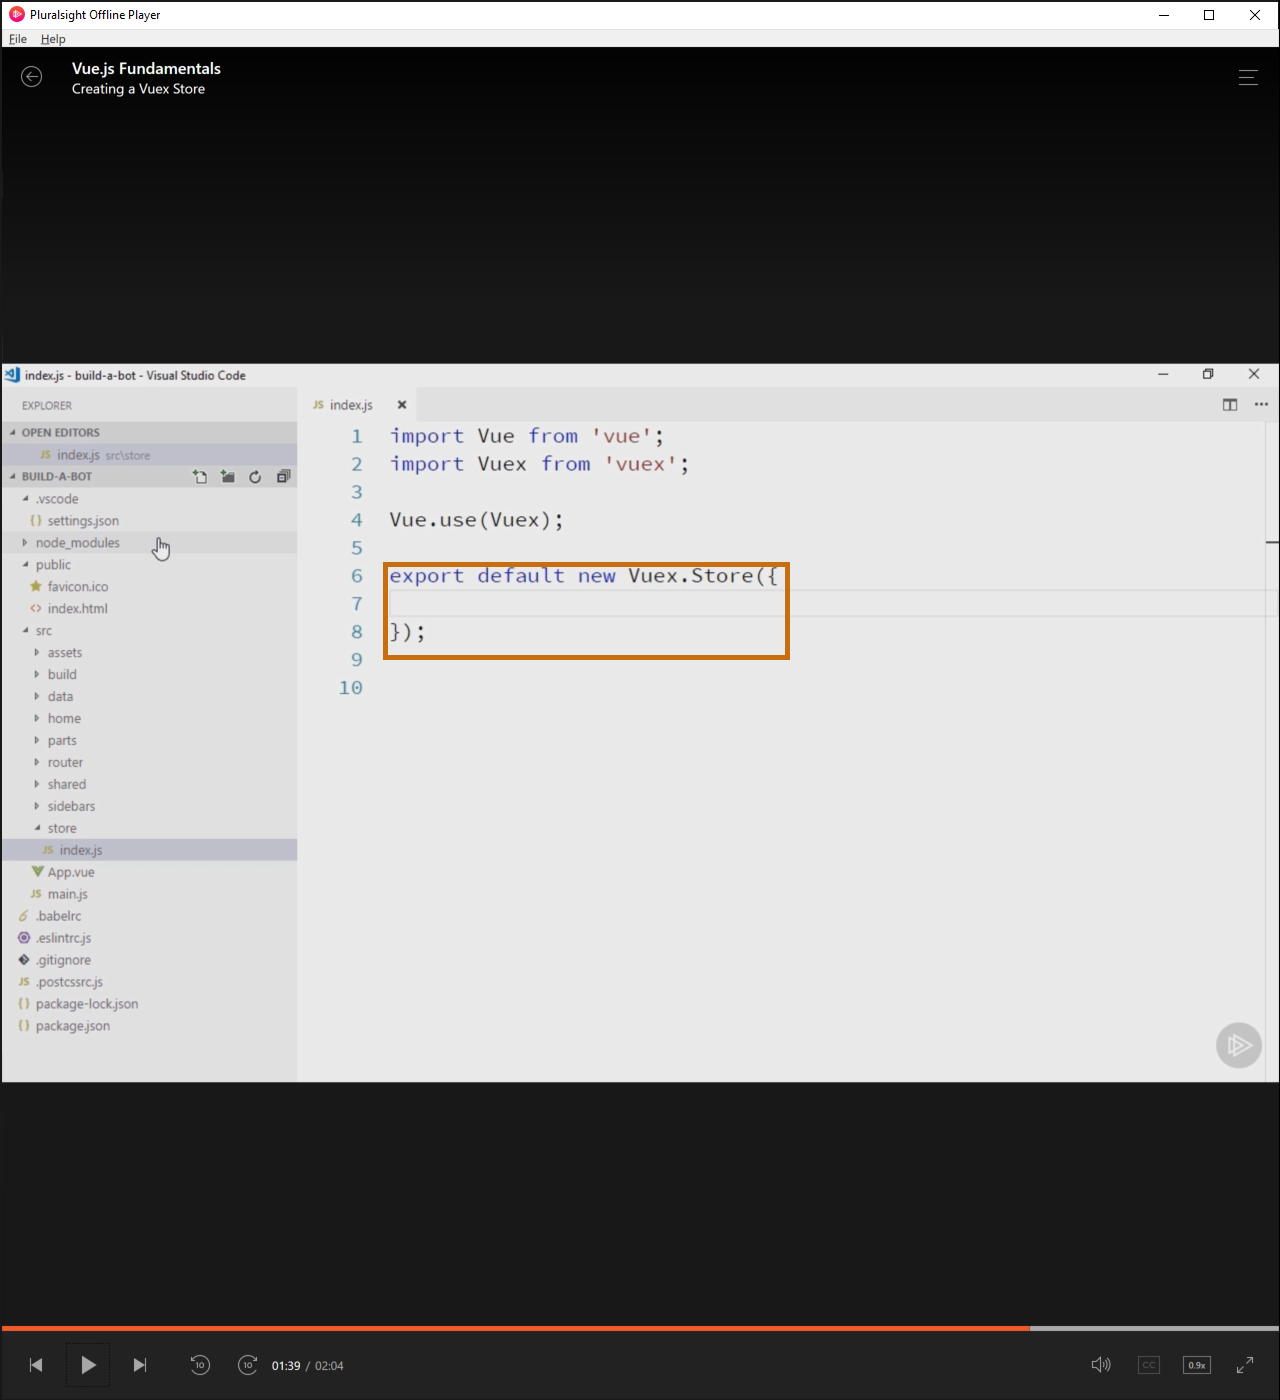 Pluralsight Offline Player
File Help
Vue.js Fundamentals
Creating a Vuex Store
index.js - build-a-bot - Visual Studio Code
EXPLORER
OPEN EDITORS
JS index.js src\store
BUILD-A-BOT
.vscode
{} settings.json
node_modules
public
favicon.ico
<> index.html
src
assets
build
data
home
parts
router
shared
sidebars
store
JS index.js
App.vue
JS main.js
.babelrc
.eslintrc.js
.gitignore
JS .postcssrc.js
{} package-lock.json
{} package.json
JS index.js
1 import Vue from 'vue';
2 import Vuex from 'vuex';
3
4 Vue.use(Vuex);
5
6 export default new Vuex.Store({
7
8 });
9
10
10 10 01:39 / 02:04 CC 0.9x